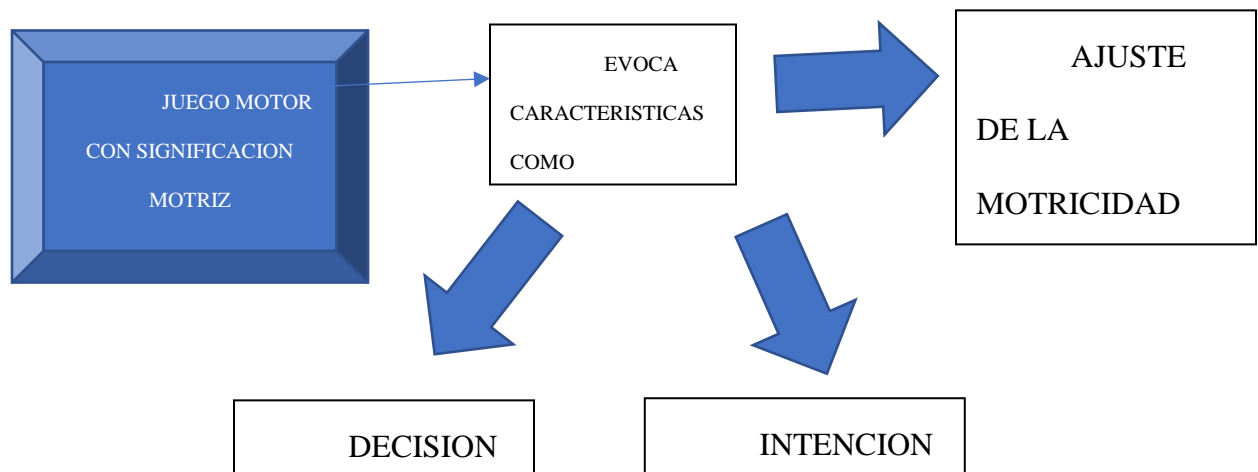 JUEGO MOTOR
CON SIGNIFICACION
MOTRIZ
EVOCA
CARACTERISTICAS
COMO
AJUSTE
DE LA
MOTRICIDAD
DECISION
INTENCION